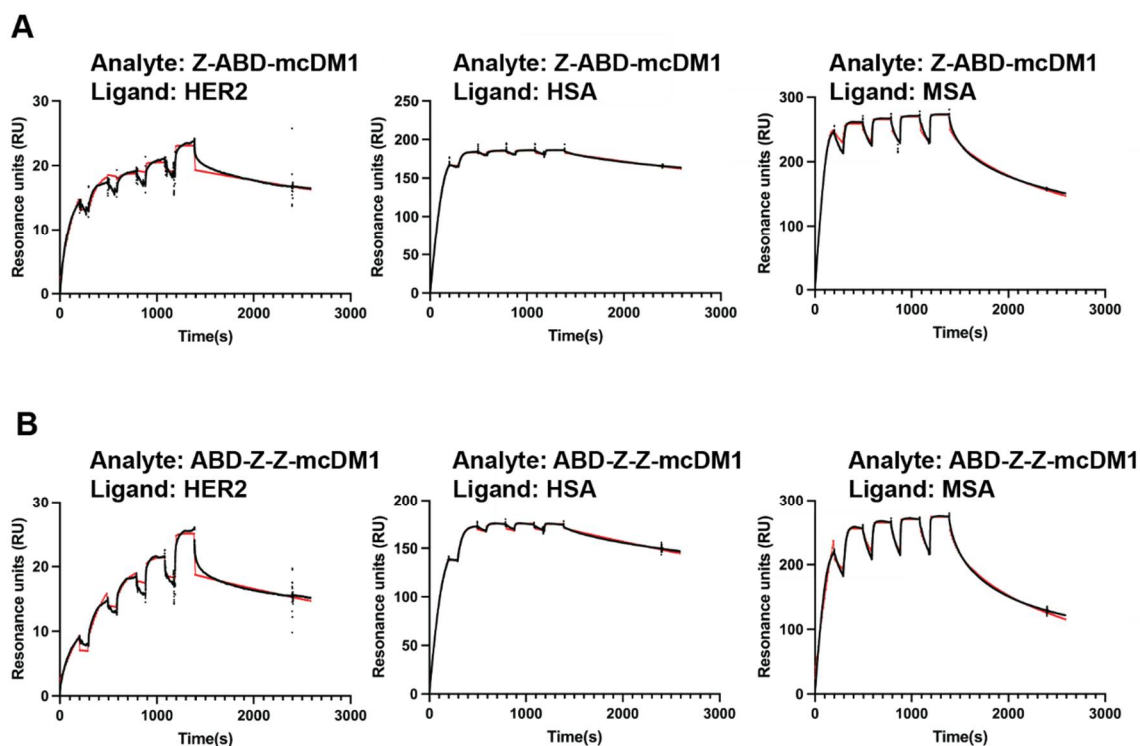 A
Analyte: Z-ABD-mcDM1
Ligand: HER2
Resonance units (RU)
30
20
10
0
0
1000
2000
3000
Time(s)
Analyte: Z-ABD-mcDM1
Ligand: HSA
Resonance units (RU)
250
200
150
100
50
0
0
1000
2000
3000
Time(s)
Analyte: Z-ABD-mcDM1
Ligand: MSA
Resonance units (RU)
300
200
100
0
0
1000
2000
3000
Time(s)
B
Analyte: ABD-Z-Z-mcDM1
Ligand: HER2
Resonance units (RU)
30
20
10
0
0
1000
2000
3000
Time(s)
Analyte: ABD-Z-Z-mcDM1
Ligand: HSA
Resonance units (RU)
200
150
100
50
0
0
1000
2000
3000
Time(s)
Analyte: ABD-Z-Z-mcDM1
Ligand: MSA
Resonance units (RU)
300
200
100
0
0
1000
2000
3000
Time(s)